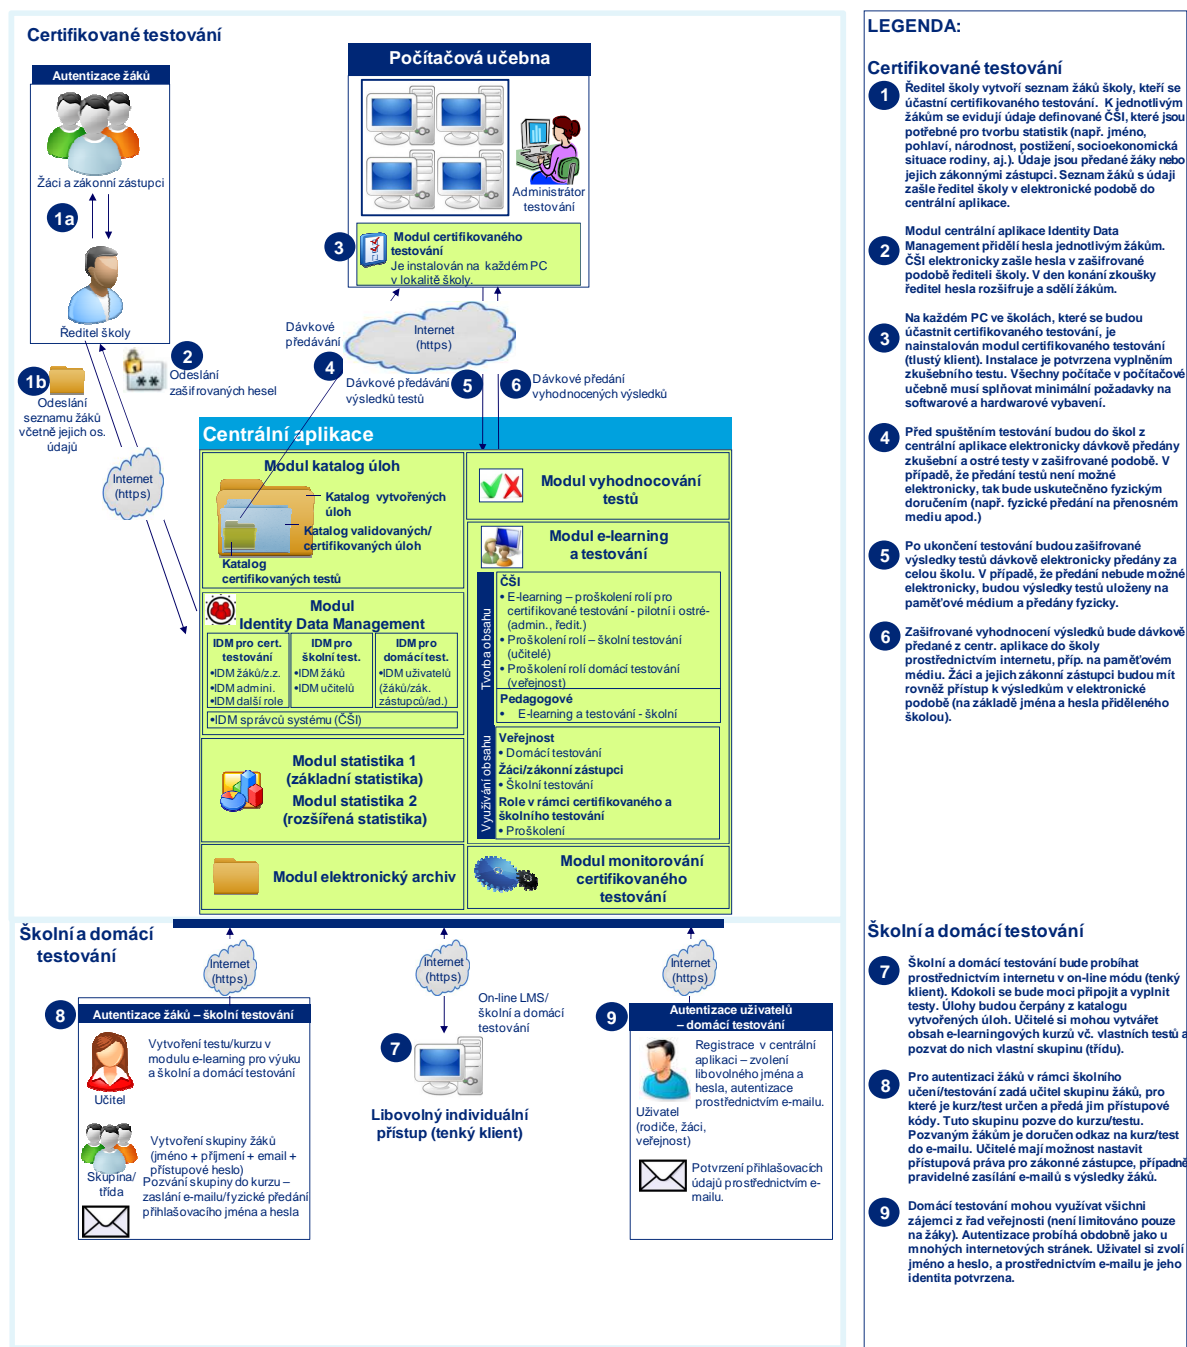 Certifikované testování
Autentizace žáků
Žáci a zákonní zástupci
1a
Ředitel školy
1b
Odeslání
seznamu žáků
včetně jejich os.
údajů
2
Odeslání
zašifrovaných hesel
Internet
(https)
Počítačová učebna
Administrátor
testování
3
Modul certifikovaného
testování
Je instalován na každém PC
v lokalitě školy.
Internet
(https)
Dávkové
předávání
4
Dávkové předávání
výsledků testů
5
6
Dávkové předání
vyhodnocených výsledků
Centrální aplikace
Modul katalog úloh
Katalog vytvořených
úloh
Katalog validovaných/
certifikovaných úloh
Katalog
certifikovaných testů
Modul
Identity Data Management
IDM pro cert.
testování
•IDM žáků/z.z.
•IDM admini.
•IDM další role
IDM pro
školní test.
•IDM žáků
•IDM učitelů
IDM pro
domácí test.
•IDM uživatelů
(žáků/zák.
zástupců/ad.)
•IDM správců systému (ČŠI)
Modul statistika 1
(základní statistika)
Modul statistika 2
(rozšířená statistika)
Modul elektronický archiv
Modul vyhodnocování
testů
Modul e-learning
a testování
Tvorba obsahu
ČŠI
• E-learning – proškolení rolí pro
certifikované testování - pilotní i ostré-
(admin., ředit.)
• Proškolení rolí – školní testování
(učitelé)
• Proškolení rolí domácí testování
(veřejnost)
Pedagogové
• E-learning a testování - školní
Využívání obsahu
Veřejnost
• Domácí testování
Žáci/zákonní zástupci
• Školní testování
Role v rámci certifikovaného a
školního testování
• Proškolení
Modul monitorování
certifikovaného
testování
Školní a domácí
testování
Internet
(https)
Internet
(https)
Internet
(https)
8
Autentizace žáků – školní testování
Vytvoření testu/kurzu v
modulu e-learning pro výuku
a školní a domácí testování
Učitel
Vytvoření skupiny žáků
(jméno + příjmení + email +
přístupové heslo)
Skupina/
třída
Pozvání skupiny do kurzu –
zaslání e-mailu/fyzické předání
přihlašovacího jména a hesla
On-line LMS/
školní a domácí
testování
7
Libovolný individuální
přístup (tenký klient)
9
Autentizace uživatelů
– domácí testování
Registrace v centrální
aplikaci – zvolení
libovolného jména a
hesla, autentizace
prostřednictvím e-mailu.
Uživatel
(rodiče, žáci,
veřejnost)
Potvrzení přihlašovacích
údajů prostřednictvím e-
mailu.
LEGENDA:
Certifikované testování
1
Ředitel školy vytvoří seznam žáků školy, kteří se
účastní certifikovaného testování. K jednotlivým
žákům se evidují údaje definované ČŠI, které jsou
potřebné pro tvorbu statistik (např. jméno,
pohlaví, národnost, postižení, socioekonomická
situace rodiny, aj.). Údaje jsou předané žáky nebo
jejich zákonnými zástupci. Seznam žáků s údaji
zašle ředitel školy v elektronické podobě do
centrální aplikace.
2
Modul centrální aplikace Identity Data
Management přidělí hesla jednotlivým žákům.
ČŠI elektronicky zašle hesla v zašifrované
podobě řediteli školy. V den konání zkoušky
ředitel hesla rozšifruje a sdělí žákům.
3
Na každém PC ve školách, které se budou
účastnit certifikovaného testování, je
nainstalován modul certifikovaného testování
(tlustý klient). Instalace je potvrzena vyplněním
zkušebního testu. Všechny počítače v počítačové
učebně musí splňovat minimální požadavky na
softwarové a hardwarové vybavení.
4
Před spuštěním testování budou do škol z
centrální aplikace elektronicky dávkově předány
zkušební a ostré testy v zašifrované podobě. V
případě, že předání testů není možné
elektronicky, tak bude uskutečněno fyzickým
doručením (např. fyzické předání na přenosném
mediu apod.)
5
Po ukončení testování budou zašifrované
výsledky testů dávkově elektronicky předány za
celou školu. V případě, že předání nebude možné
elektronicky, budou výsledky testů uloženy na
paměťové médium a předány fyzicky.
6
Zašifrované vyhodnocení výsledků bude dávkově
předané z centr. aplikace do školy
prostřednictvím internetu, příp. na paměťovém
médiu. Žáci a jejich zákonní zástupci budou mít
rovněž přístup k výsledkům v elektronické
podobě (na základě jména a hesla přiděleného
školou).
Školní a domácí testování
7
Školní a domácí testování bude probíhat
prostřednictvím internetu v on-line módu (tenký
klient). Kdokoli se bude moci připojit a vyplnit
testy. Úlohy budou čerpány z katalogu
vytvořených úloh. Učitelé si mohou vytvářet
obsah e-learningových kurzů vč. vlastních testů a
pozvat do nich vlastní skupinu (třídu).
8
Pro autentizaci žáků v rámci školního
učení/testování zadá učitel skupinu žáků, pro
které je kurz/test určen a předá jim přístupové
kódy. Tuto skupinu pozve do kurzu/testu.
Pozvaným žákům je doručen odkaz na kurz/test
do e-mailu. Učitelé mají možnost nastavit
přístupová práva pro zákonné zástupce, případně
pravidelné zasílání e-mailů s výsledky žáků.
9
Domácí testování mohou využívat všichni
zájemci z řad veřejnosti (není limitováno pouze
na žáky). Autentizace probíhá obdobně jako u
mnohých internetových stránek. Uživatel si zvolí
jméno a heslo, a prostřednictvím e-mailu je jeho
identita potvrzena.